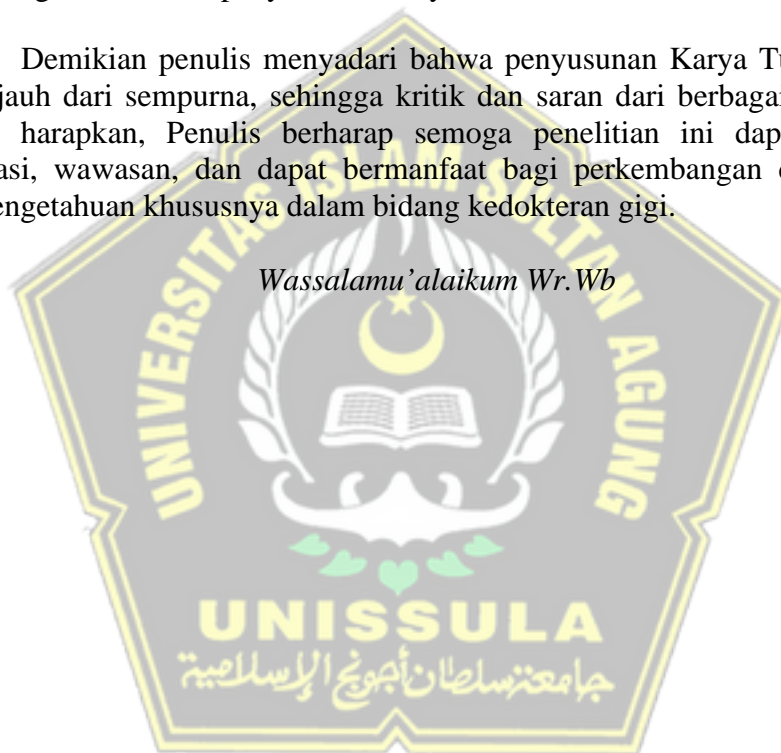 Demikian penulis menyadari bahwa penyusunan Karya
jauh dari sempurna, sehingga kritik dan saran dari
harapkan, Penulis berharap semoga penelitian ini
wawasan, dan dapat bermanfaat bagi perkembangan
khususnya dalam bidang kedokteran gigi.
Wassalamu'alaikum Wr.Wb
UNIVERSITAS ISLAM SULTAN AGUNG
UNISSULA
جامعة سلطان أجونج الإسلامية